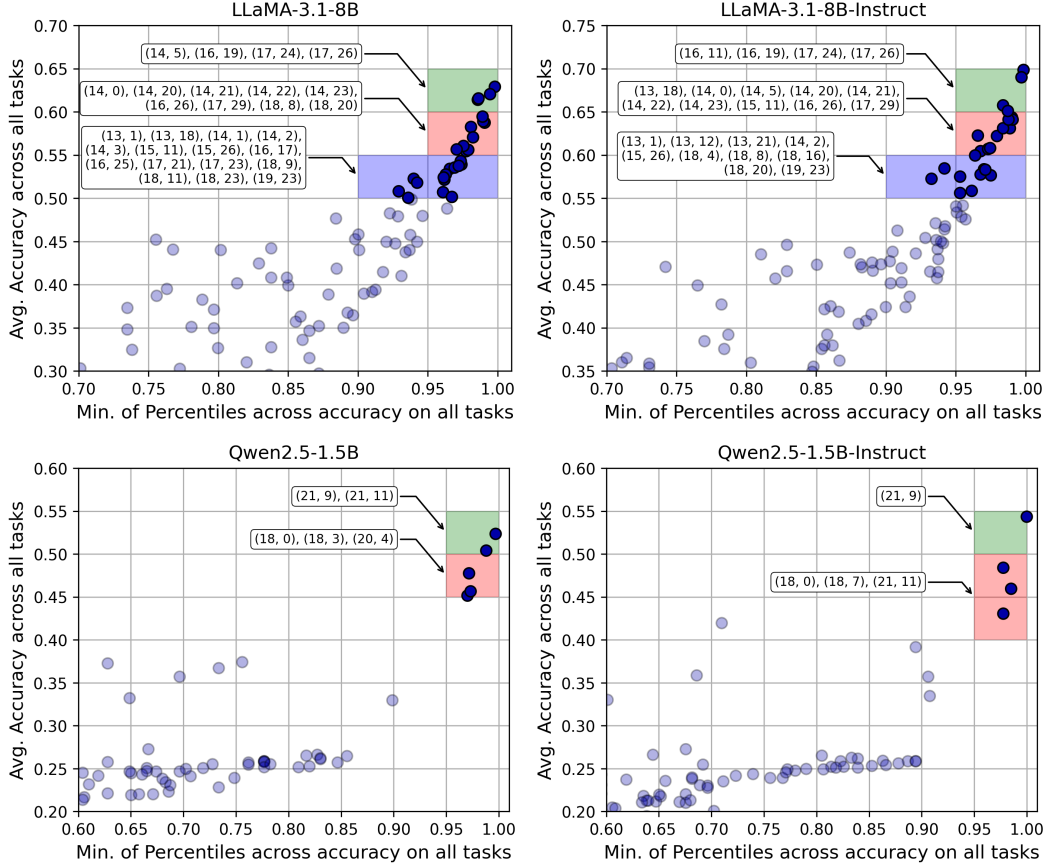 LLaMA-3.1-8B
0.70
0.65
0.60
0.55
0.50
0.45
0.40
0.35
0.30
Avg. Accuracy across all tasks
(14, 5), (16, 19), (17, 24), (17, 26)
(14, 0), (14, 20), (14, 21), (14, 22), (14, 23),
(16, 26), (17, 29), (18, 8), (18, 20)
(13, 1), (13, 18), (14, 1), (14, 2),
(14, 3), (15, 11), (15, 26), (16, 17),
(16, 25), (17, 21), (17, 23), (18, 9)
(18, 11), (18, 23), (19, 23)
0.70
0.75
0.80
0.85
0.90
0.95
1.00
Min. of Percentiles across accuracy on all tasks
LLaMA-3.1-8B-Instruct
0.75
0.70
0.65
0.60
0.55
0.50
0.45
0.40
0.35
Avg. Accuracy across all tasks
(16, 11), (16, 19), (17, 24), (17, 26)
(13, 18), (14, 0), (14, 5), (14, 20), (14, 21),
(14, 22), (14, 23), (15, 11), (16, 26), (17, 29)
(13, 1), (13, 12), (13, 21), (14, 2),
(15, 26), (18, 4), (18, 8), (18, 16),
(18, 20), (19, 23)
0.70
0.75
0.80
0.85
0.90
0.95
1.00
Min. of Percentiles across accuracy on all tasks
Qwen2.5-1.5B
0.60
0.55
0.50
0.45
0.40
0.35
0.30
0.25
0.20
Avg. Accuracy across all tasks
(21, 9), (21, 11)
(18, 0), (18, 3), (20, 4)
0.60
0.65
0.70
0.75
0.80
0.85
0.90
0.95
1.00
Min. of Percentiles across accuracy on all tasks
Qwen2.5-1.5B-Instruct
0.60
0.55
0.50
0.45
0.40
0.35
0.30
0.25
0.20
Avg. Accuracy across all tasks
(21, 9)
(18, 0), (18, 7), (21, 11)
0.60
0.65
0.70
0.75
0.80
0.85
0.90
0.95
1.00
Min. of Percentiles across accuracy on all tasks